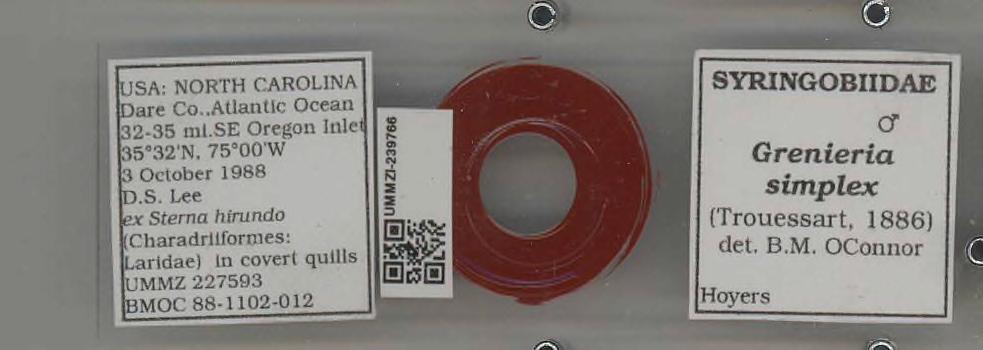 USA: NORTH CAROLINA
Dare Co.,Atlantic Ocean
32-35 mi.SE Oregon Inlet
35°32'N, 75°00'W
3 October 1988
D.S. Lee
ex Sterna hirundo
(Charadriiformes:
Laridae) in covert quills
UMMZ 227593
BMOC 88-1102-012
UMMZI-239766
SYRINGOBIIDAE
♂
Grenieria
simplex
(Trouessart, 1886)
det. B.M. OConnor
Hoyers